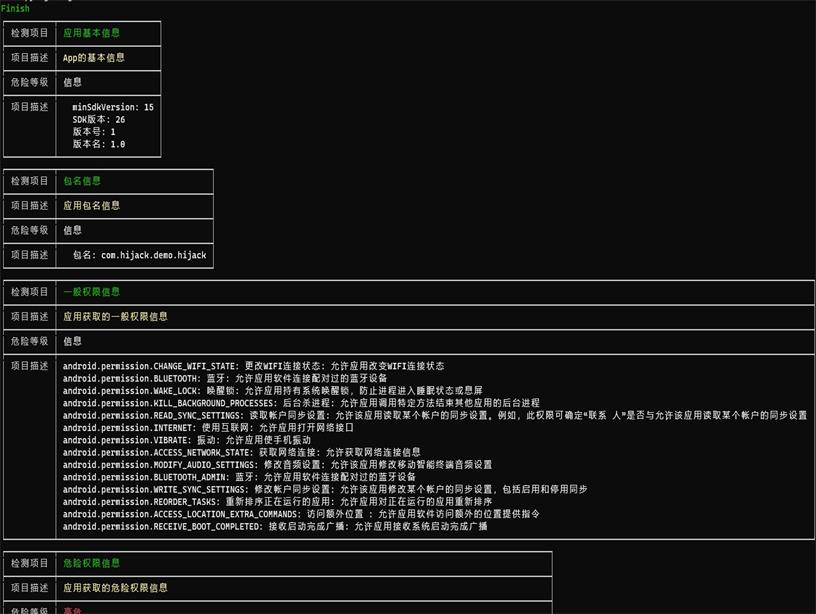 Finish
检测项目 应用基本信息
项目描述 App的基本信息
危险等级 信息
项目描述 minSdkVersion: 15
SDK版本: 26
版本号: 1
版本名: 1.0
检测项目 包名信息
项目描述 应用包名信息
危险等级 信息
项目描述 包名: com.hijack.demo.hijack
检测项目 一般权限信息
项目描述 应用获取的一般权限信息
危险等级 信息
项目描述 android.permission.CHANGE_WIFI_STATE: 更改WIFI连接状态: 允许应用改变WIFI连接状态
android.permission.BLUETOOTH: 蓝牙: 允许应用软件连接配对过的蓝牙设备
android.permission.WAKE_LOCK: 唤醒锁: 允许应用持有系统唤醒锁, 防止进程进入睡眠状态或息屏
android.permission.KILL_BACKGROUND_PROCESSES: 后台杀进程: 允许应用调用特定方法结束其他应用的后台进程
android.permission.READ_SYNC_SETTINGS: 读取帐户同步设置: 允许该应用读取某个帐户的同步设置。例如, 此权限可确定“联系 人”是否与允许该应用读取某个帐户的同步设置
android.permission.INTERNET: 使用互联网: 允许应用打开网络接口
android.permission.VIBRATE: 振动: 允许应用使手机振动
android.permission.ACCESS_NETWORK_STATE: 获取网络连接: 允许获取网络连接信息
android.permission.MODIFY_AUDIO_SETTINGS: 修改音频设置: 允许该应用修改移动智能终端音频设置
android.permission.BLUETOOTH_ADMIN: 蓝牙: 允许应用软件连接配对过的蓝牙设备
android.permission.WRITE_SYNC_SETTINGS: 修改帐户同步设置: 允许该应用修改某个帐户的同步设置, 包括启用和停用同步
android.permission.REORDER_TASKS: 重新排序正在运行的应用: 允许应用对正在运行的应用重新排序
android.permission.ACCESS_LOCATION_EXTRA_COMMANDS: 访问额外位置 : 允许应用软件访问额外的位置提供指令
android.permission.RECEIVE_BOOT_COMPLETED: 接收启动完成广播: 允许应用接收系统启动完成广播
检测项目 危险权限信息
项目描述 应用获取的危险权限信息
危险等级 高危